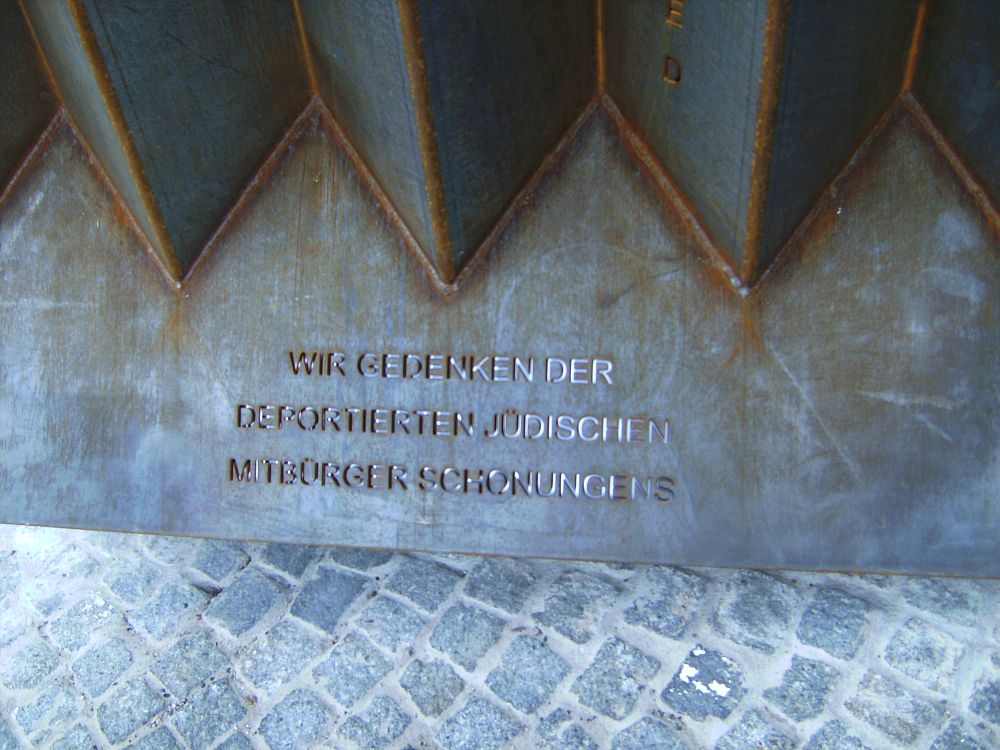 WIR GEDENKEN DER
DEPORTIERTEN JÜDISCHEN
MITBÜRGER SCHONUNGENS